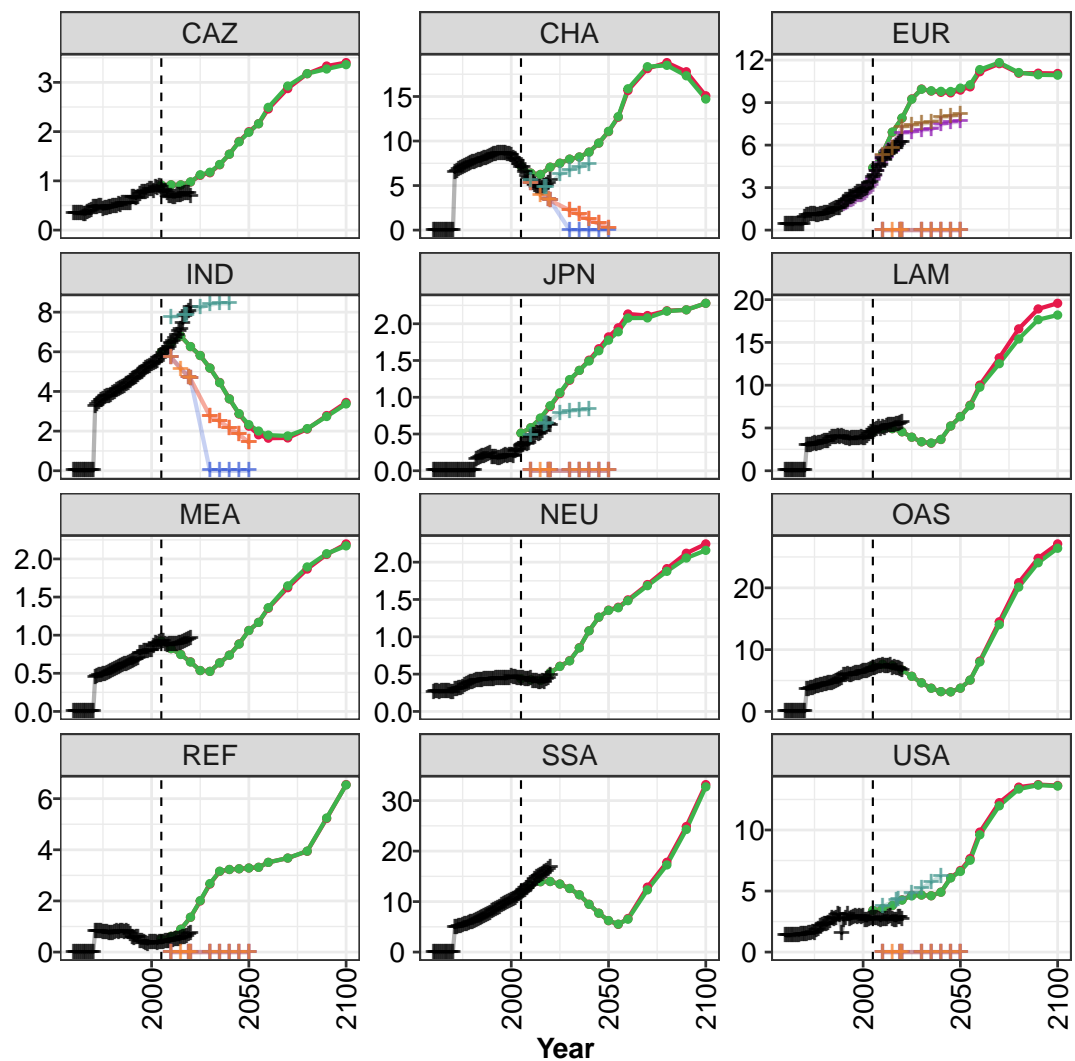 CAZ CHA EUR
3 15 12
2 10 9
1 5 6
0 0 3
0
IND JPN LAM
8 2.0 20
6 1.5 15
4 1.0 10
2 0.5 5
0 0.0 0
MEA NEU OAS
2.0 2.0 20
1.5 1.5 10
1.0 1.0 0
0.5 0.5
0.0 0.0
REF SSA USA
6 30 10
4 20 5
2 10 0
0 0
2000 2050 2100 2000 2050 2100 2000 2050 2100
Year